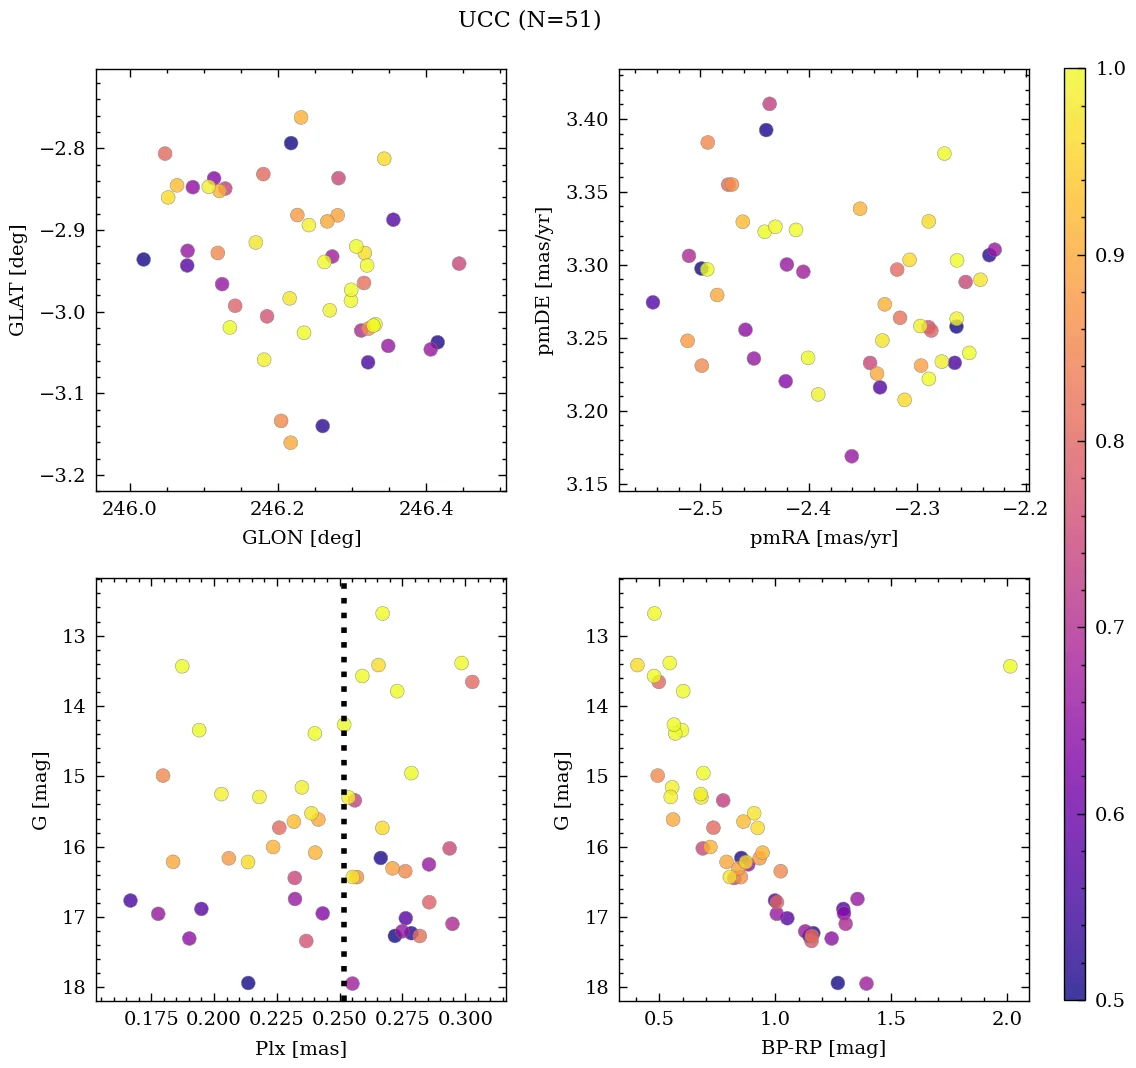 UCC (N=51)
−2.8
−2.9
−3.0
−3.1
−3.2
GLAT [deg]
246.0 246.2 246.4
GLON [deg]
3.40
3.35
3.30
3.25
3.20
3.15
pmDE [mas/yr]
−2.5 −2.4 −2.3 −2.2
pmRA [mas/yr]
13
14
15
16
17
18
G [mag]
0.175 0.200 0.225 0.250 0.275 0.300
Plx [mas]
13
14
15
16
17
18
G [mag]
0.5 1.0 1.5 2.0
BP-RP [mag]
1.0
0.9
0.8
0.7
0.6
0.5